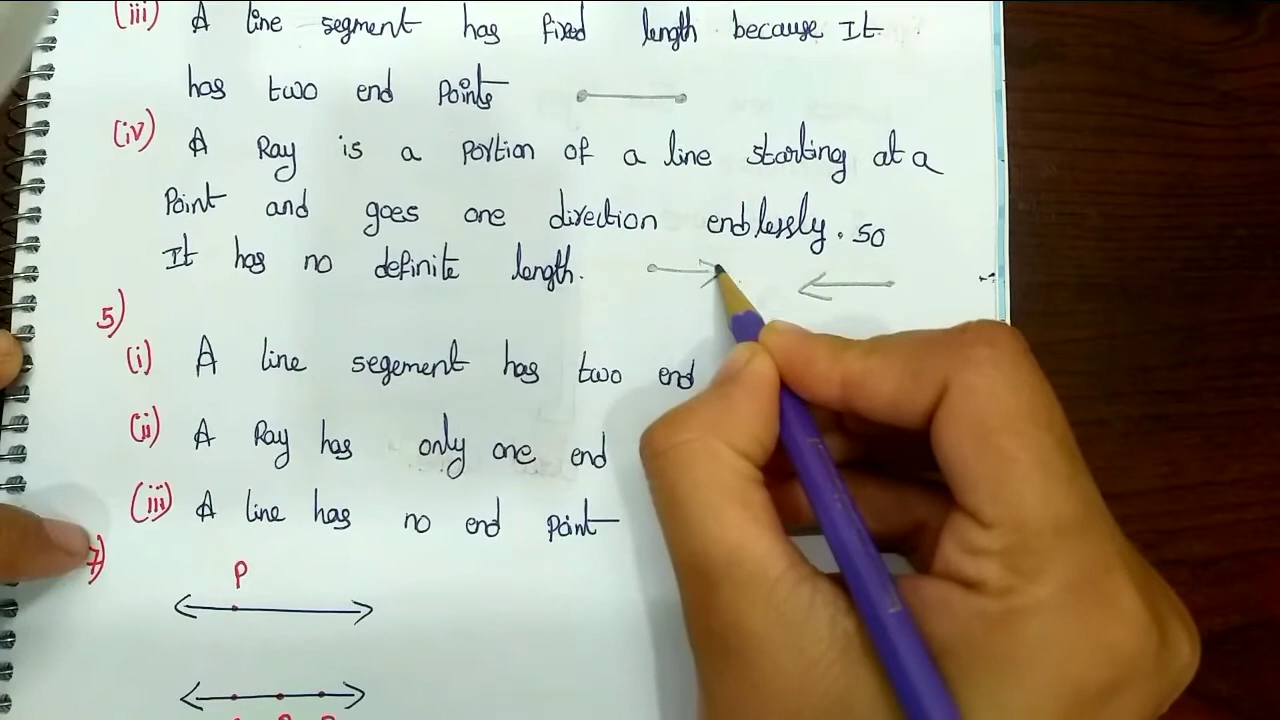 (iii) A line segment has fixed length because It
has two end Points
(iv) A Ray is a Portion of a line starting at a
Point and goes one direction endlessly. So
It has no definite length.
5)
(i) A line segement has two end
(ii) A Ray has only one end
(iii) A line has no end Point
7)
P